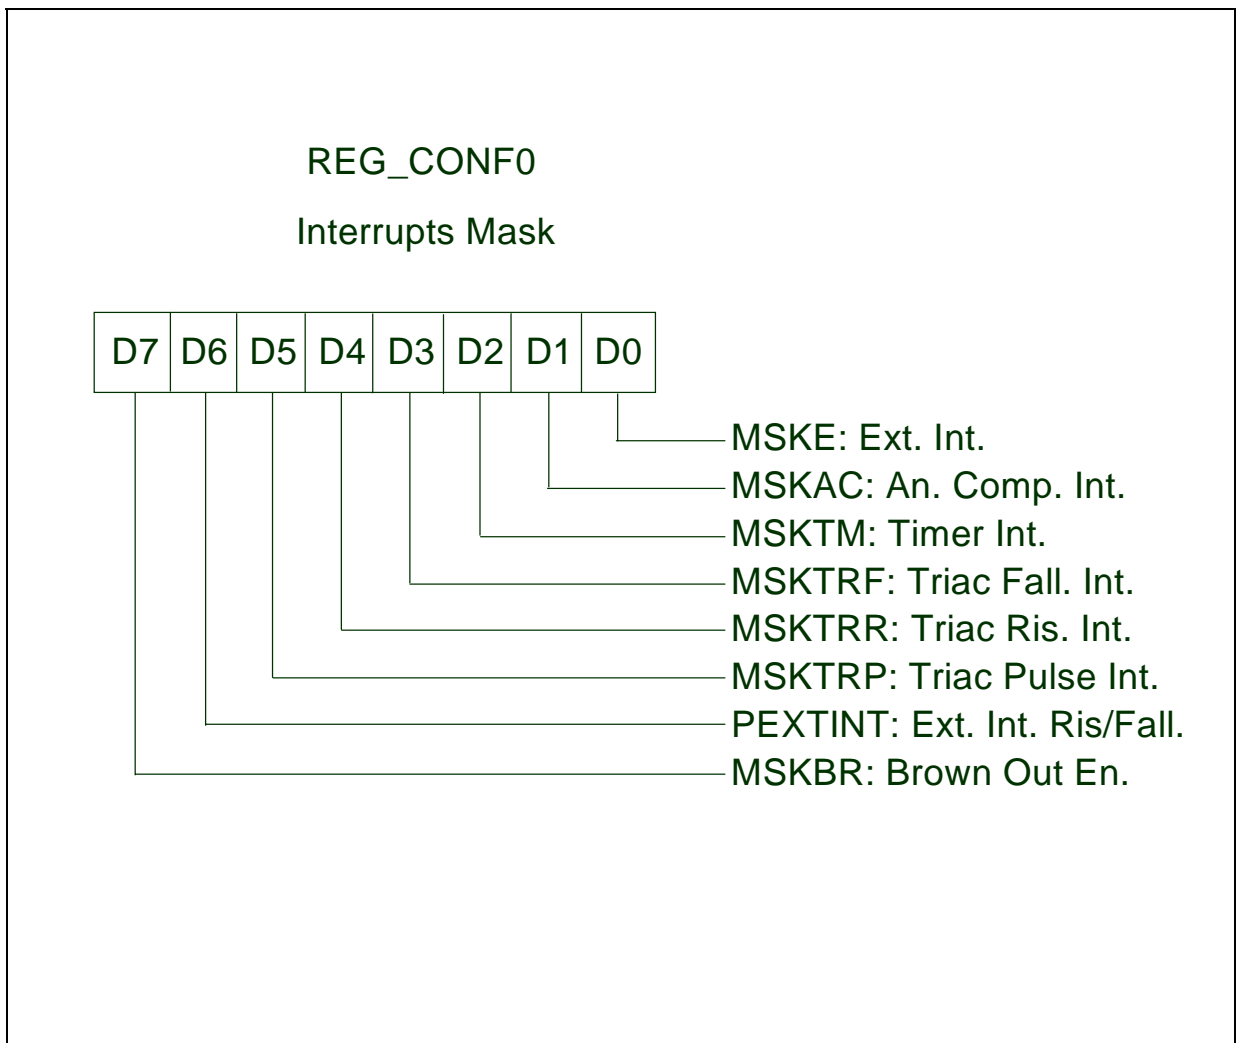 REG_CONF0
Interrupts Mask
D7 D6 D5 D4 D3 D2 D1 D0
MSKE: Ext. Int.
MSKAC: An. Comp. Int.
MSKTM: Timer Int.
MSKTRF: Triac Fall. Int.
MSKTRR: Triac Ris. Int.
MSKTRP: Triac Pulse Int.
PEXTINT: Ext. Int. Ris/Fall.
MSKBR: Brown Out En.